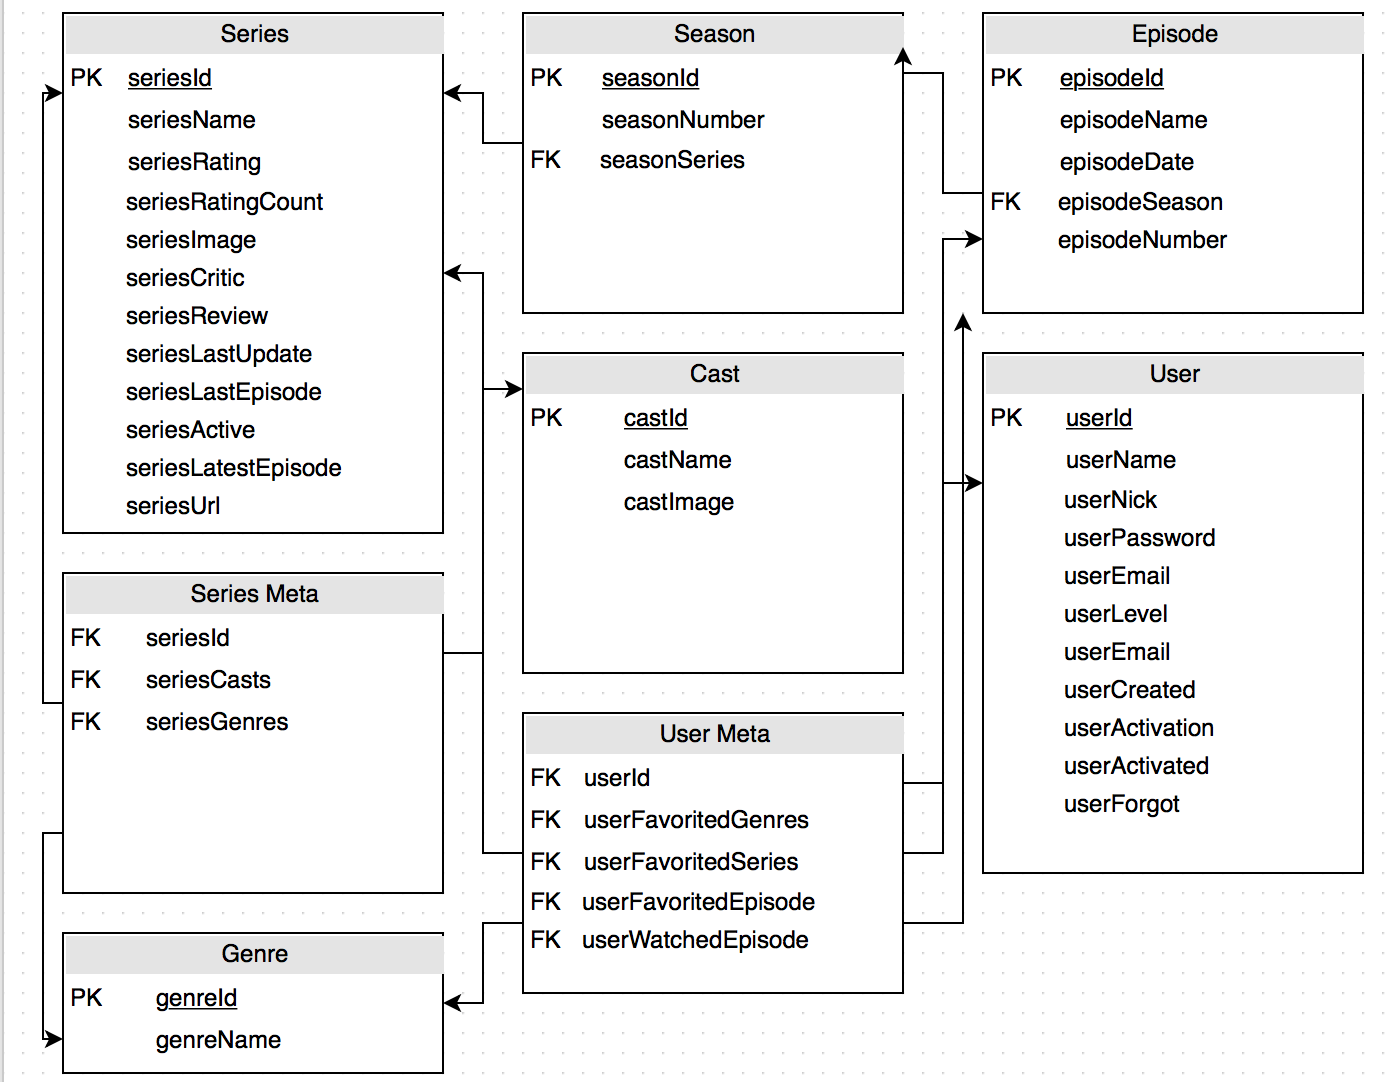 Series
PK seriesId
seriesName
seriesRating
seriesRatingCount
seriesImage
seriesCritic
seriesReview
seriesLastUpdate
seriesLastEpisode
seriesActive
seriesLatestEpisode
seriesUrl
Season
PK seasonId
seasonNumber
FK seasonSeries
Episode
PK episodeId
episodeName
episodeDate
FK episodeSeason
episodeNumber
Cast
PK castId
castName
castImage
User
PK userId
userName
userNick
userPassword
userEmail
userLevel
userEmail
userCreated
userActivation
userActivated
userForgot
Series Meta
FK seriesId
FK seriesCasts
FK seriesGenres
User Meta
FK userId
FK userFavoritedGenres
FK userFavoritedSeries
FK userFavoritedEpisode
FK userWatchedEpisode
Genre
PK genreId
genreName